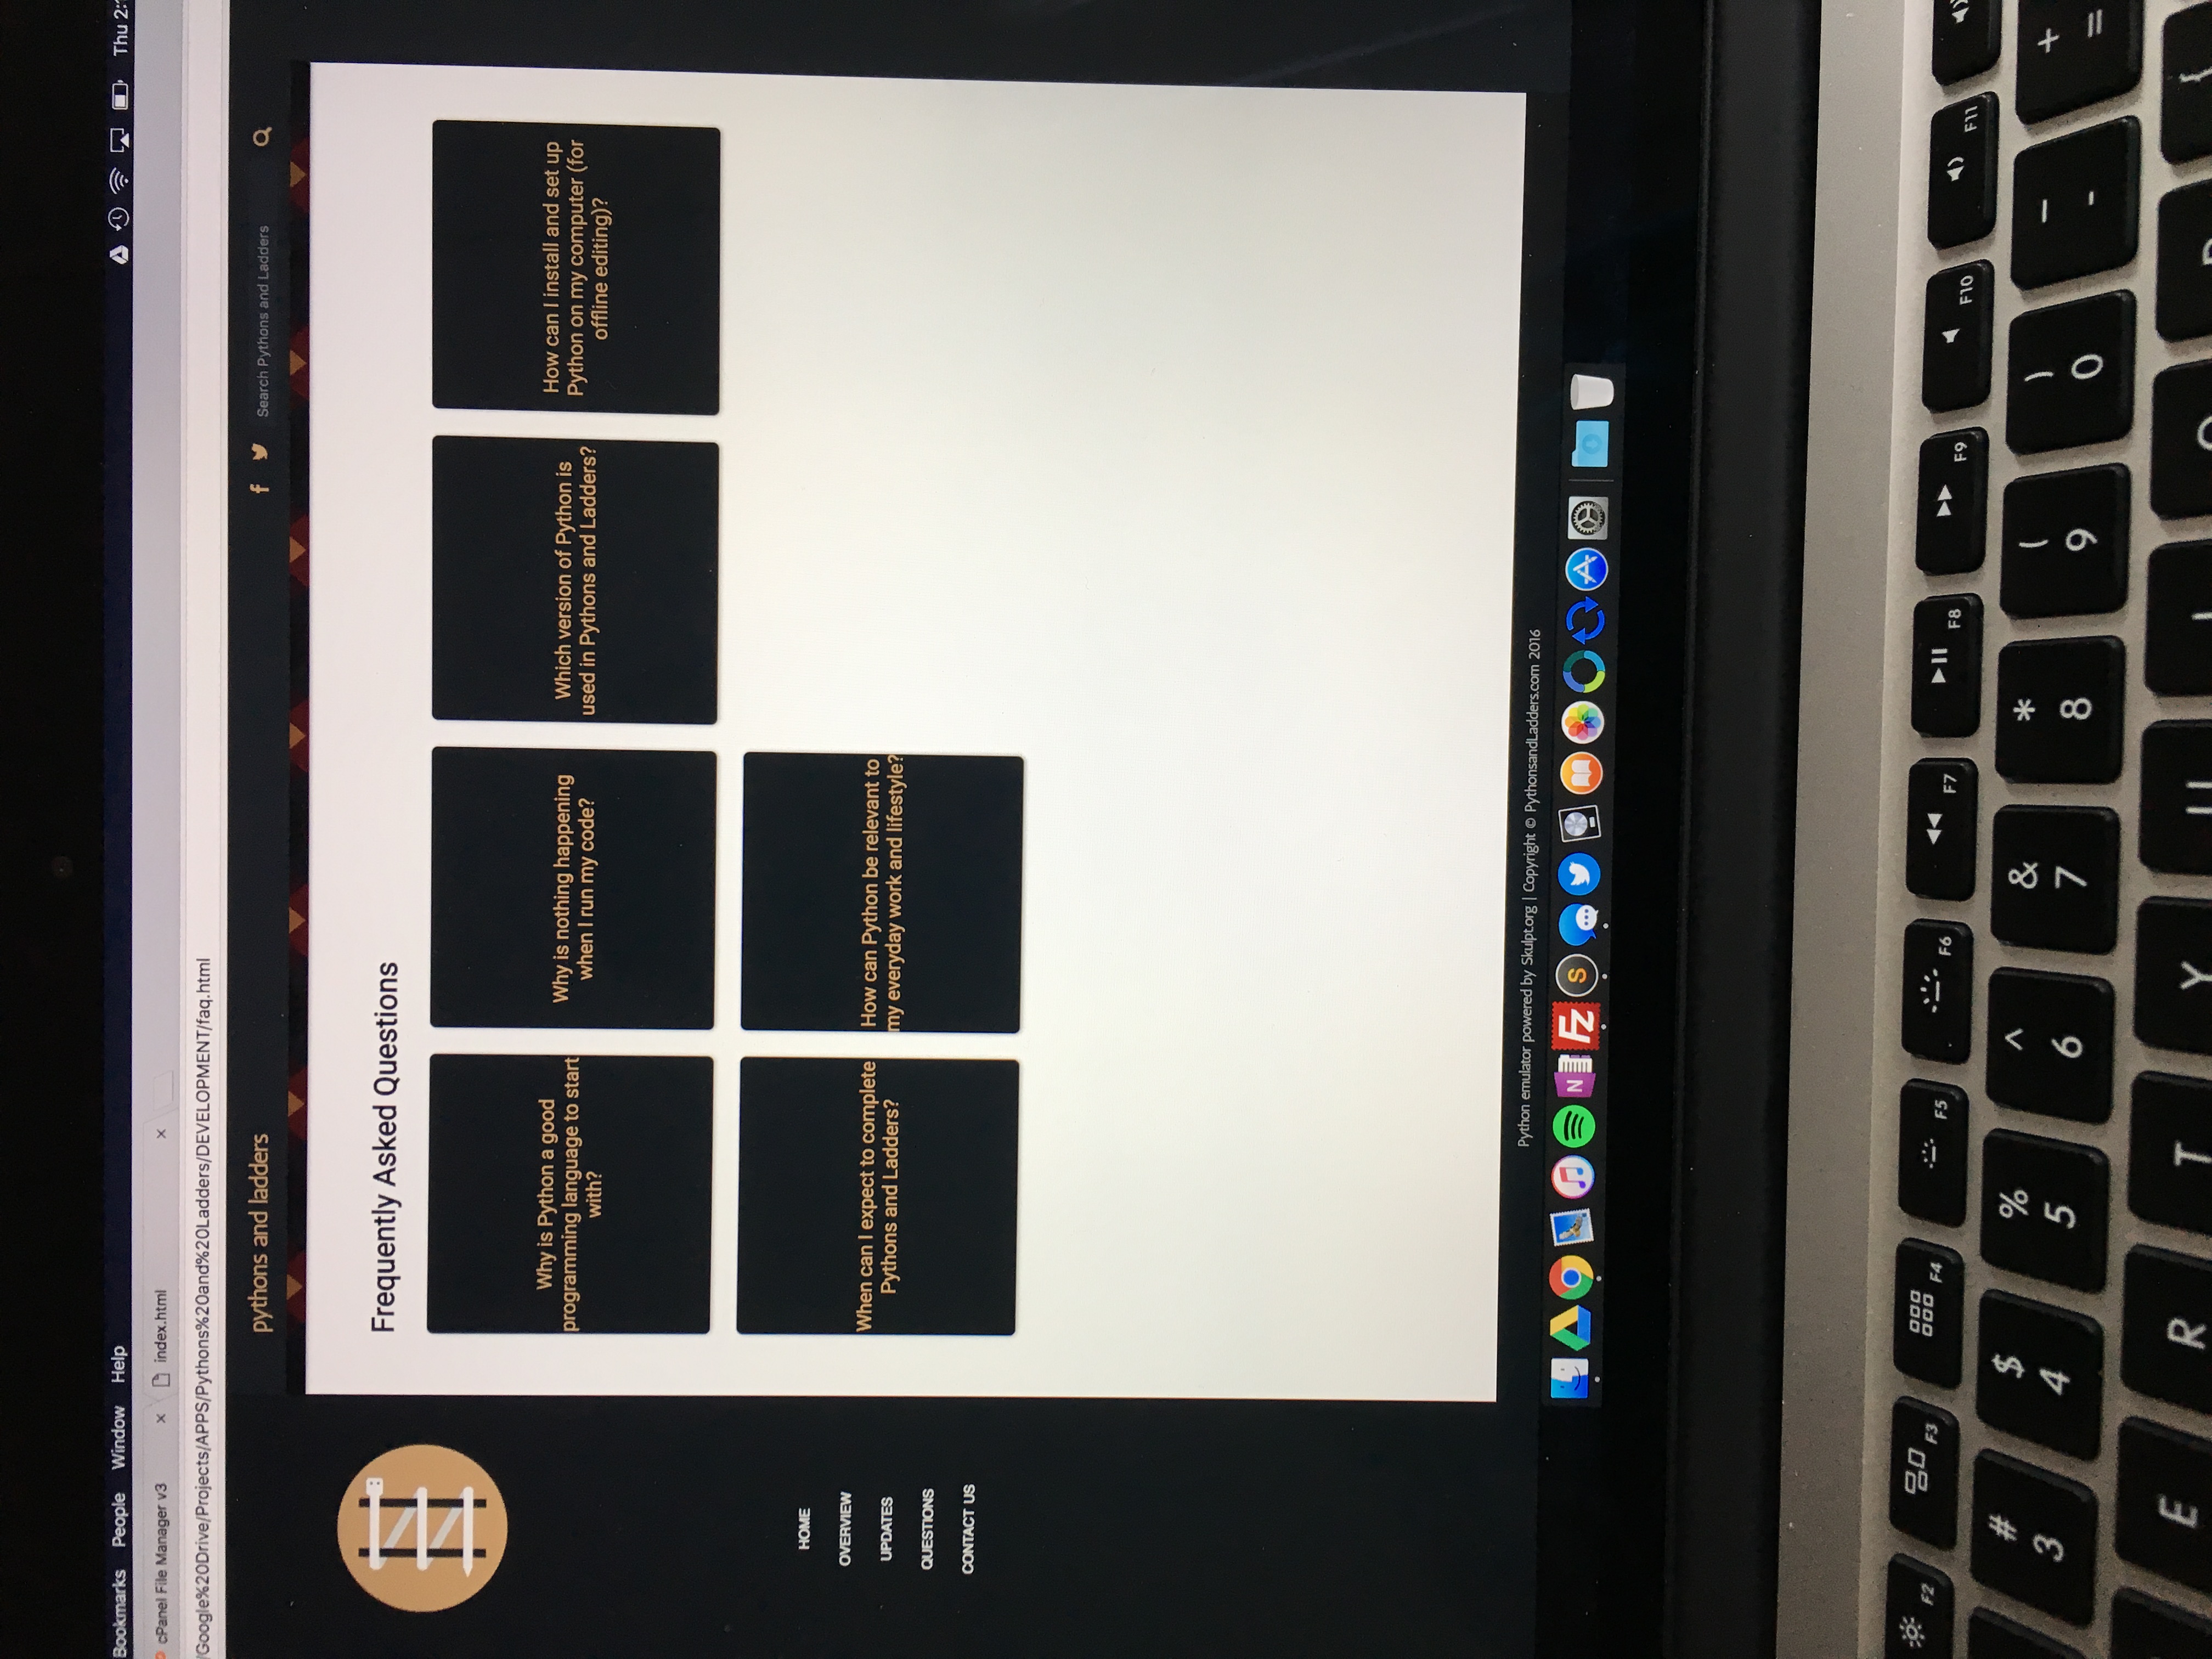 Bookmarks People Window Help
Thu 2:
cPanel File Manager v3 × index.html ×
/Google%20Drive/Projects/APPS/Pythons%20and%20Ladders/DEVELOPMENT/faq.html
pythons and ladders
f Search Pythons and Ladders
Frequently Asked Questions
Why is Python a good
programming language to start
with?
Why is nothing happening
when I run my code?
Which version of Python is
used in Pythons and Ladders?
How can I install and set up
Python on my computer (for
offline editing)?
When can I expect to complete
Pythons and Ladders?
How can Python be relevant to
my everyday work and lifestyle?
HOME
OVERVIEW
UPDATES
QUESTIONS
CONTACT US
Python emulator powered by Skulpt.org | Copyright © PythonsandLadders.com 2016
N Fz S
F2 F3 F4 F5 F6 F7 F8 F9 F10 F11
# $ % ^ & * ( ) – +
3 4 5 6 7 8 9 0 - =
E R T Y U I O P {